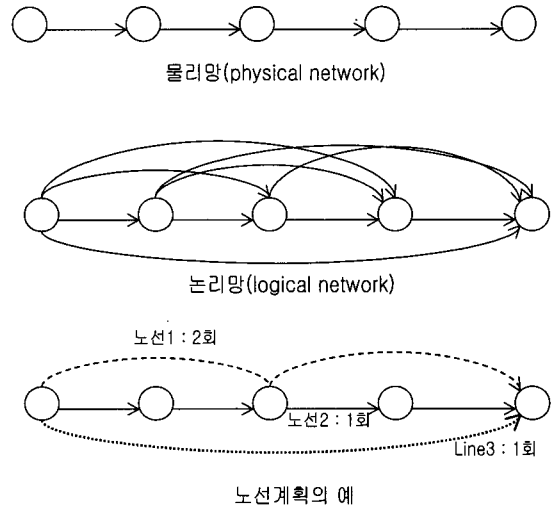 물리망(physical network)
논리망(logical network)
노선1 : 2회
노선2 : 1회
Line3 : 1회
노선계획의 예